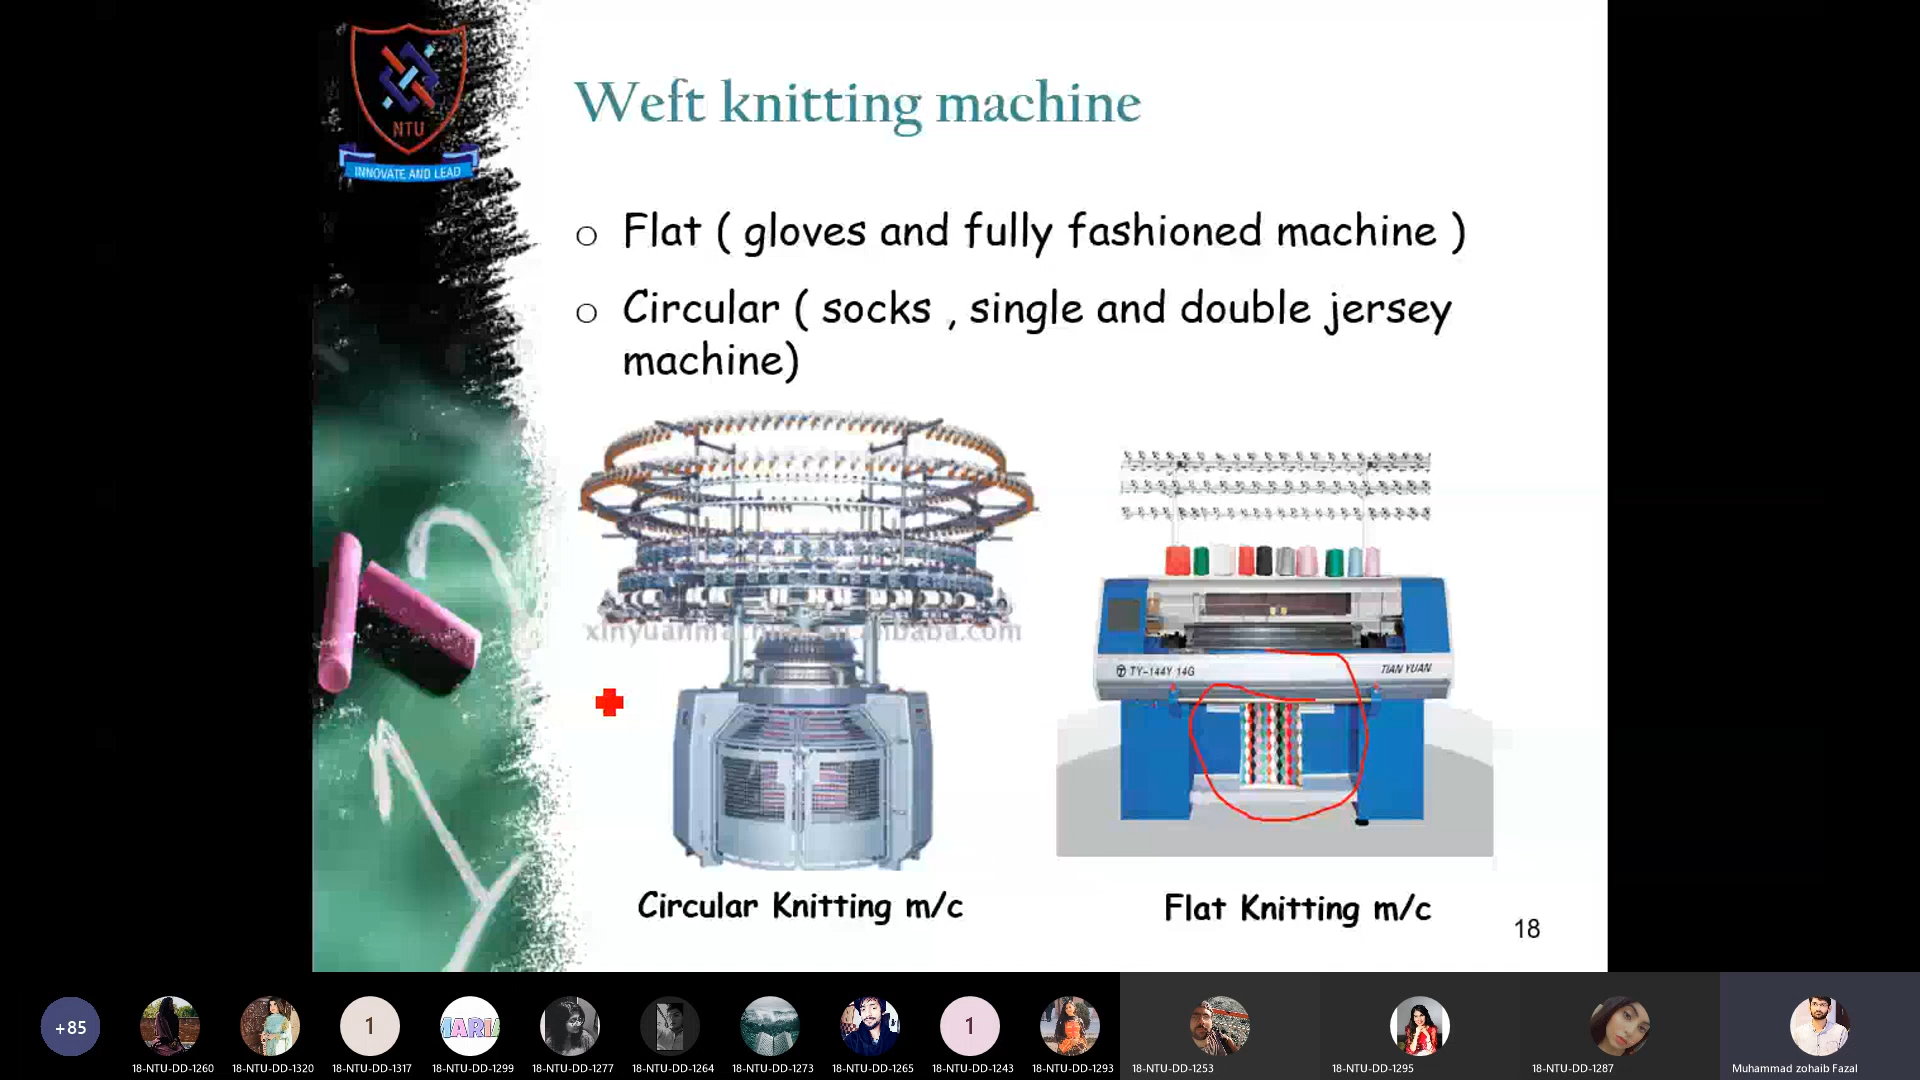 NTU
INNOVATE AND LEAD
Weft knitting machine
o Flat ( gloves and fully fashioned machine )
o Circular ( socks , single and double jersey
machine)
TY-144Y 14G
TIAN YUAN
Circular Knitting m/c
Flat Knitting m/c
18
+85
1
MARIA
1
18-NTU-DD-1260
18-NTU-DD-1320
18-NTU-DD-1317
18-NTU-DD-1299
18-NTU-DD-1277
18-NTU-DD-1264
18-NTU-DD-1273
18-NTU-DD-1265
18-NTU-DD-1243
18-NTU-DD-1293
18-NTU-DD-1253
18-NTU-DD-1295
18-NTU-DD-1287
Muhammad zohaib Fazal